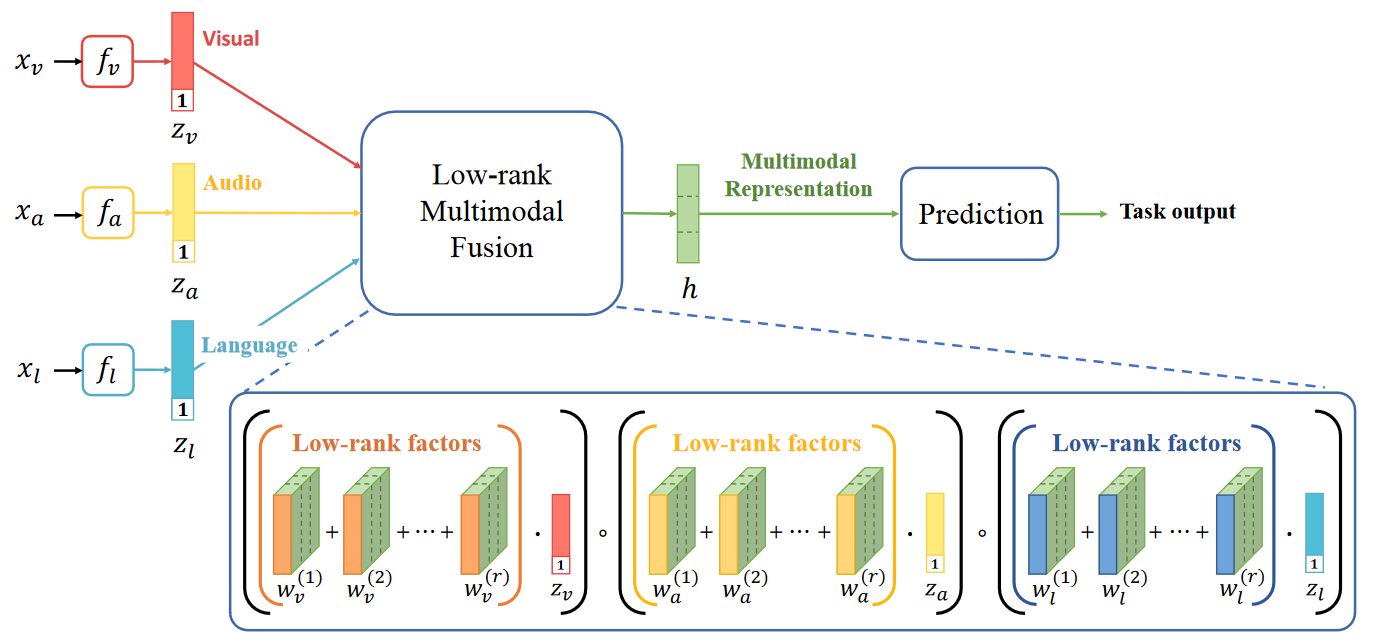 x_v
f_v
1
z_v
Visual
x_a
f_a
1
z_a
Audio
x_l
f_l
1
z_l
Language
Low-rank
Multimodal
Fusion
h
Multimodal
Representation
Prediction
Task output
Low-rank factors
+ + ··· + · 1
w_v^(1) w_v^(2) w_v^(r) z_v
∘
Low-rank factors
+ + ··· + · 1
w_a^(1) w_a^(2) w_a^(r) z_a
∘
Low-rank factors
+ + ··· + · 1
w_l^(1) w_l^(2) w_l^(r) z_l